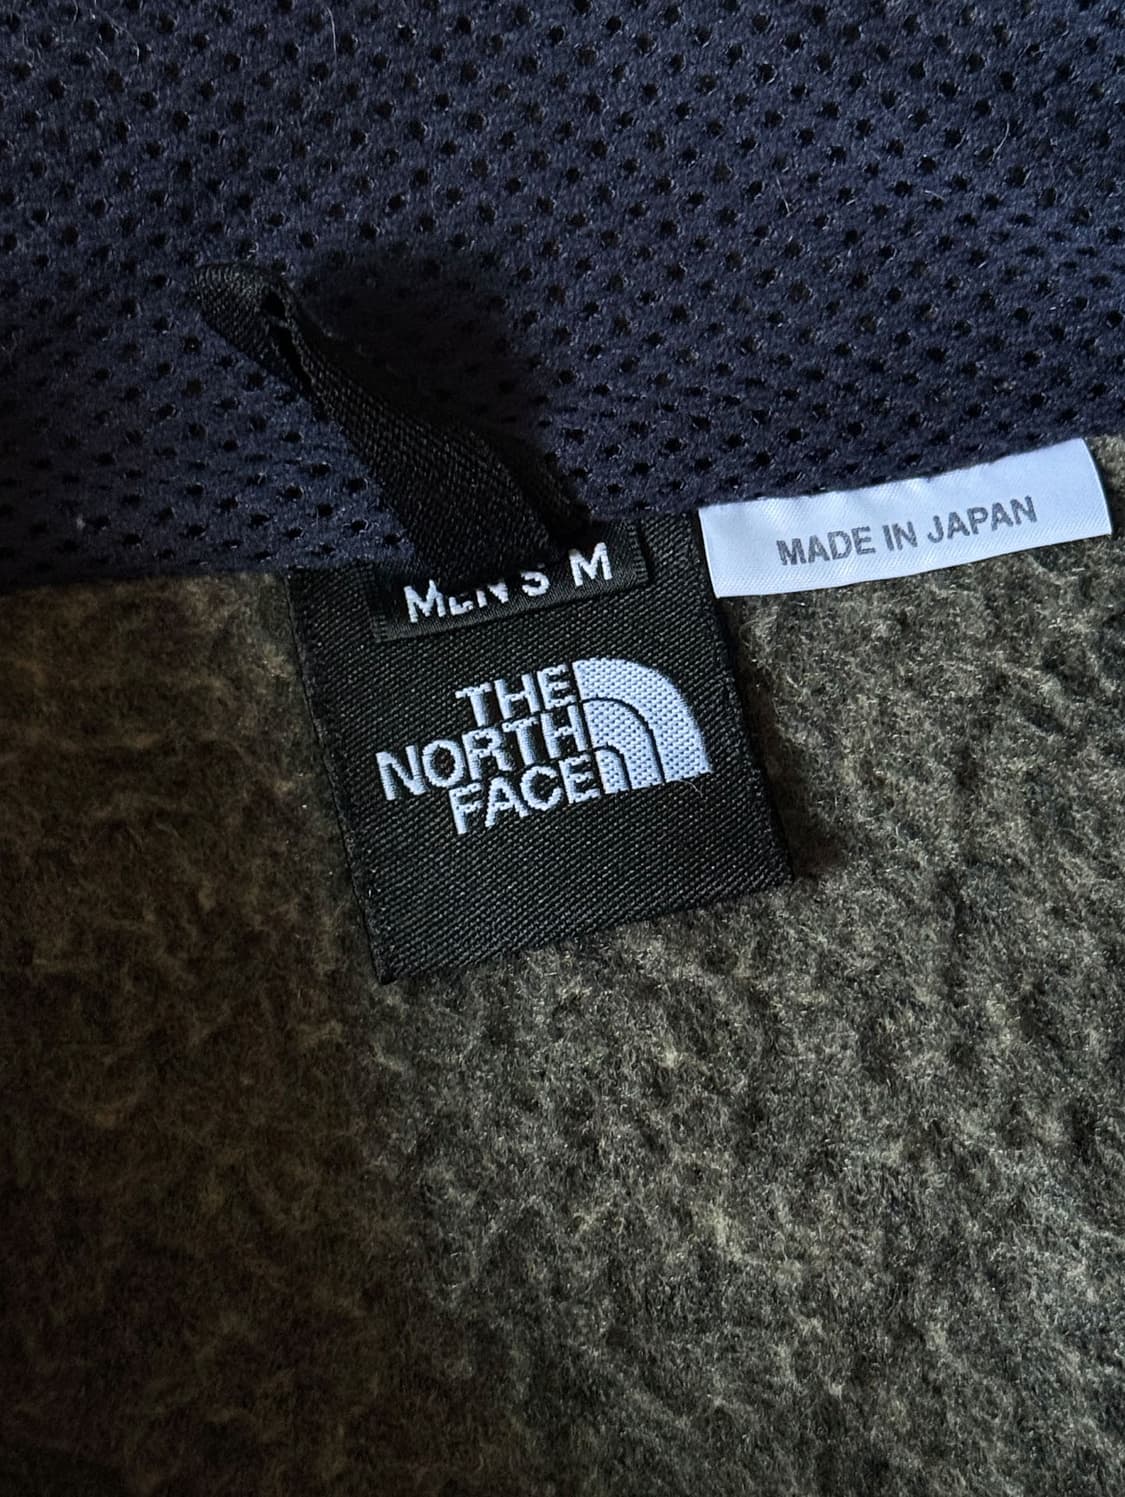 MEN'S M
MADE IN JAPAN
THE
NORTH
FACE